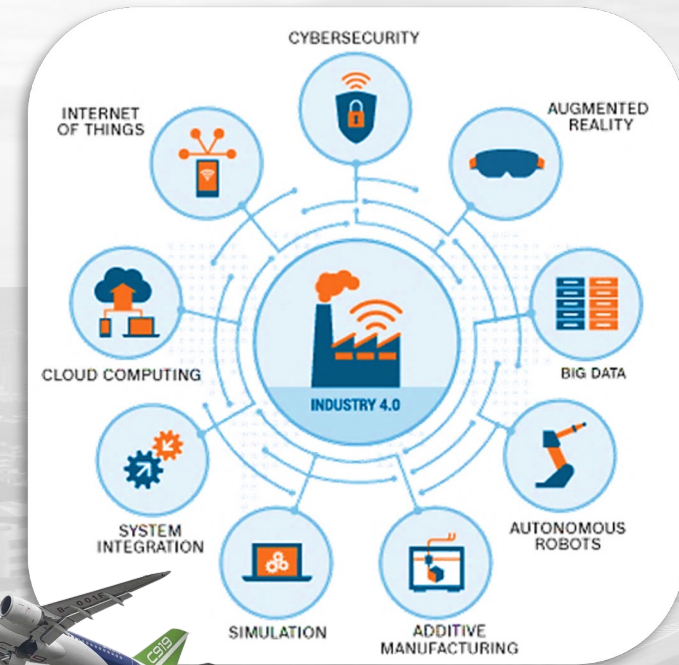 CYBERSECURITY
INTERNET
OF THINGS
AUGMENTED
REALITY
CLOUD COMPUTING
BIG DATA
INDUSTRY 4.0
SYSTEM
INTEGRATION
AUTONOMOUS
ROBOTS
SIMULATION
ADDITIVE
MANUFACTURING
C919